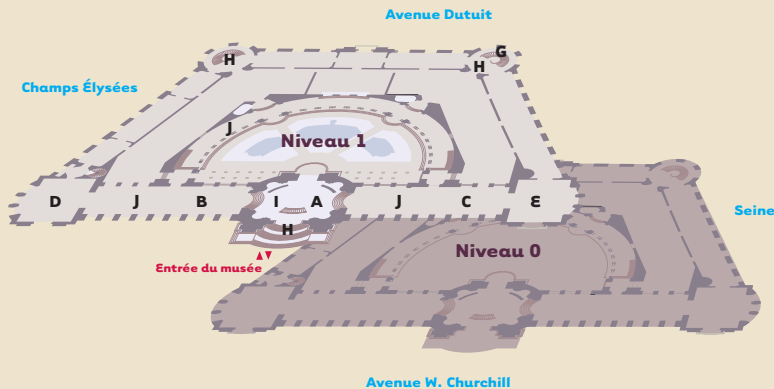 Avenue Dutuit
G
H
H
Champs Élysées
J
Niveau 1
D J B I A J C E
Seine
H
Niveau 0
Entrée du musée
Avenue W. Churchill